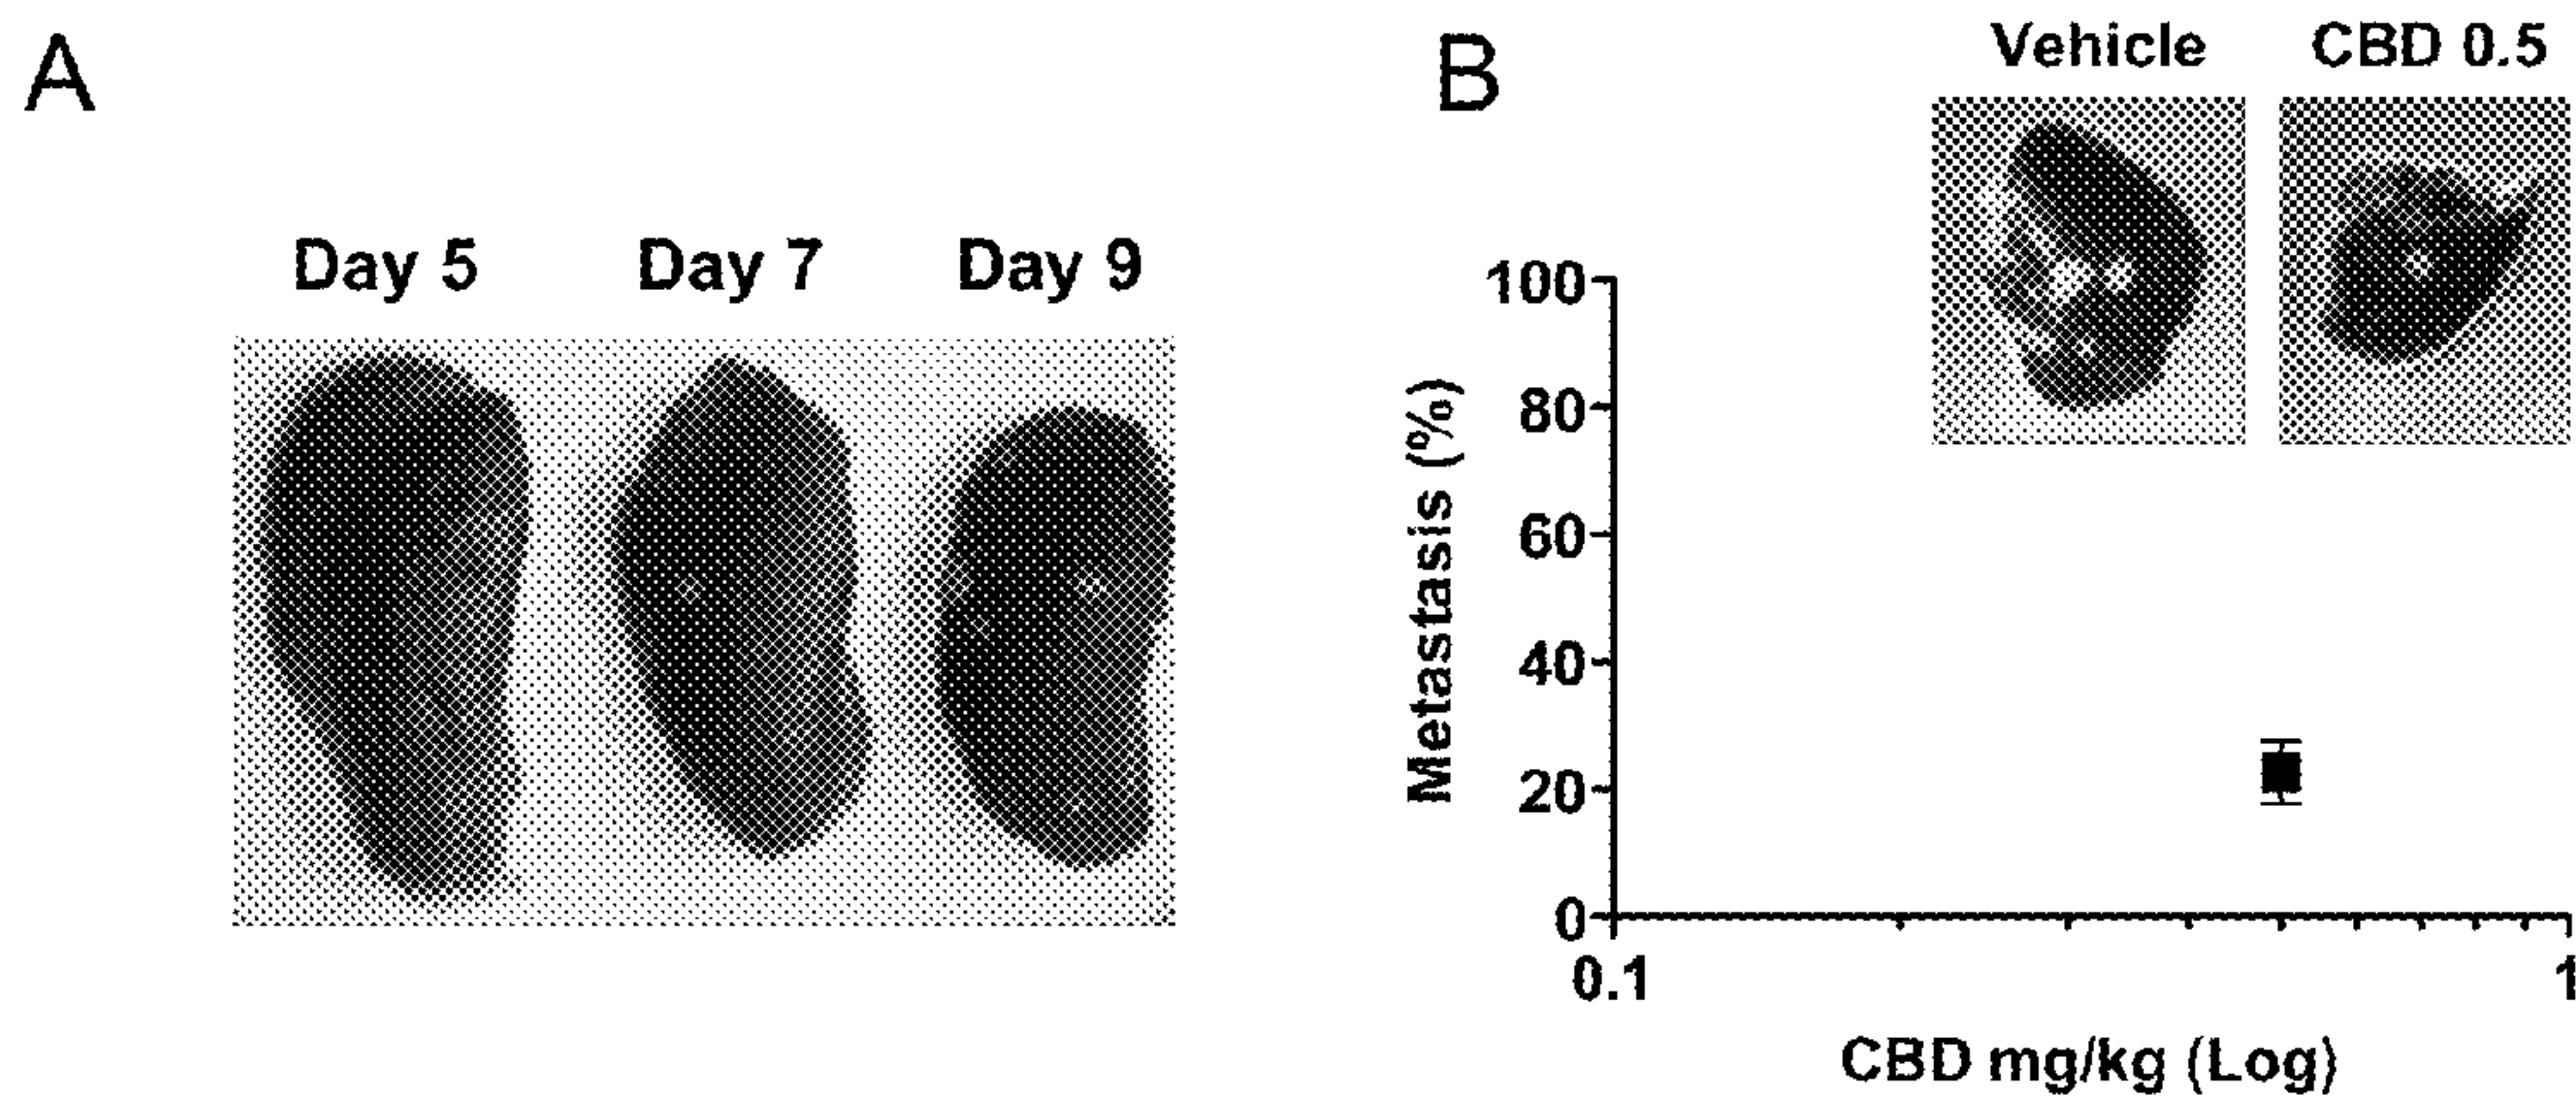 A
Day 5 Day 7 Day 9
B
Vehicle CBD 0.5
Metastasis (%)
100
80
60
40
20
0
0.1 1
CBD mg/kg (Log)